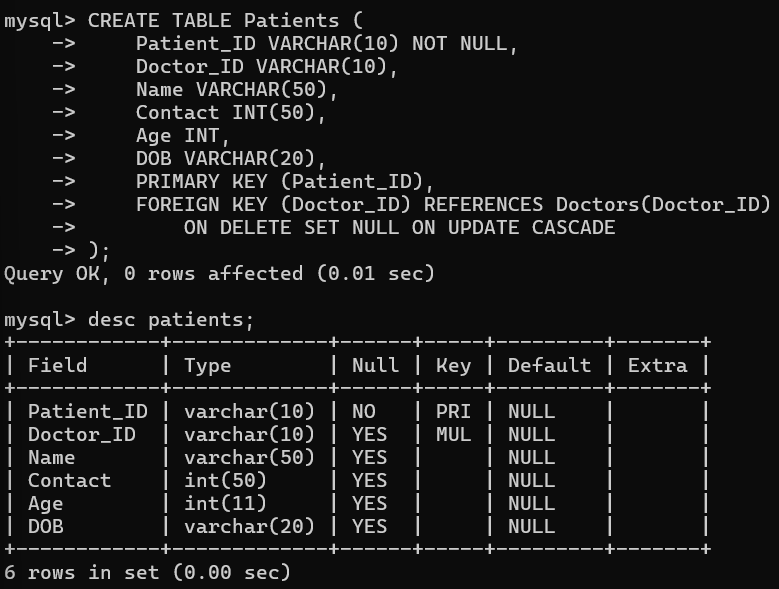 mysql> CREATE TABLE Patients (
    ->     Patient_ID VARCHAR(10) NOT NULL,
    ->     Doctor_ID VARCHAR(10),
    ->     Name VARCHAR(50),
    ->     Contact INT(50),
    ->     Age INT,
    ->     DOB VARCHAR(20),
    ->     PRIMARY KEY (Patient_ID),
    ->     FOREIGN KEY (Doctor_ID) REFERENCES Doctors(Doctor_ID)
    ->         ON DELETE SET NULL ON UPDATE CASCADE
    -> );
Query OK, 0 rows affected (0.01 sec)

mysql> desc patients;
+------------+-------------+------+-----+---------+-------+
| Field      | Type        | Null | Key | Default | Extra |
+------------+-------------+------+-----+---------+-------+
| Patient_ID | varchar(10) | NO   | PRI | NULL    |       |
| Doctor_ID  | varchar(10) | YES  | MUL | NULL    |       |
| Name       | varchar(50) | YES  |     | NULL    |       |
| Contact    | int(50)     | YES  |     | NULL    |       |
| Age        | int(11)     | YES  |     | NULL    |       |
| DOB        | varchar(20) | YES  |     | NULL    |       |
+------------+-------------+------+-----+---------+-------+
6 rows in set (0.00 sec)